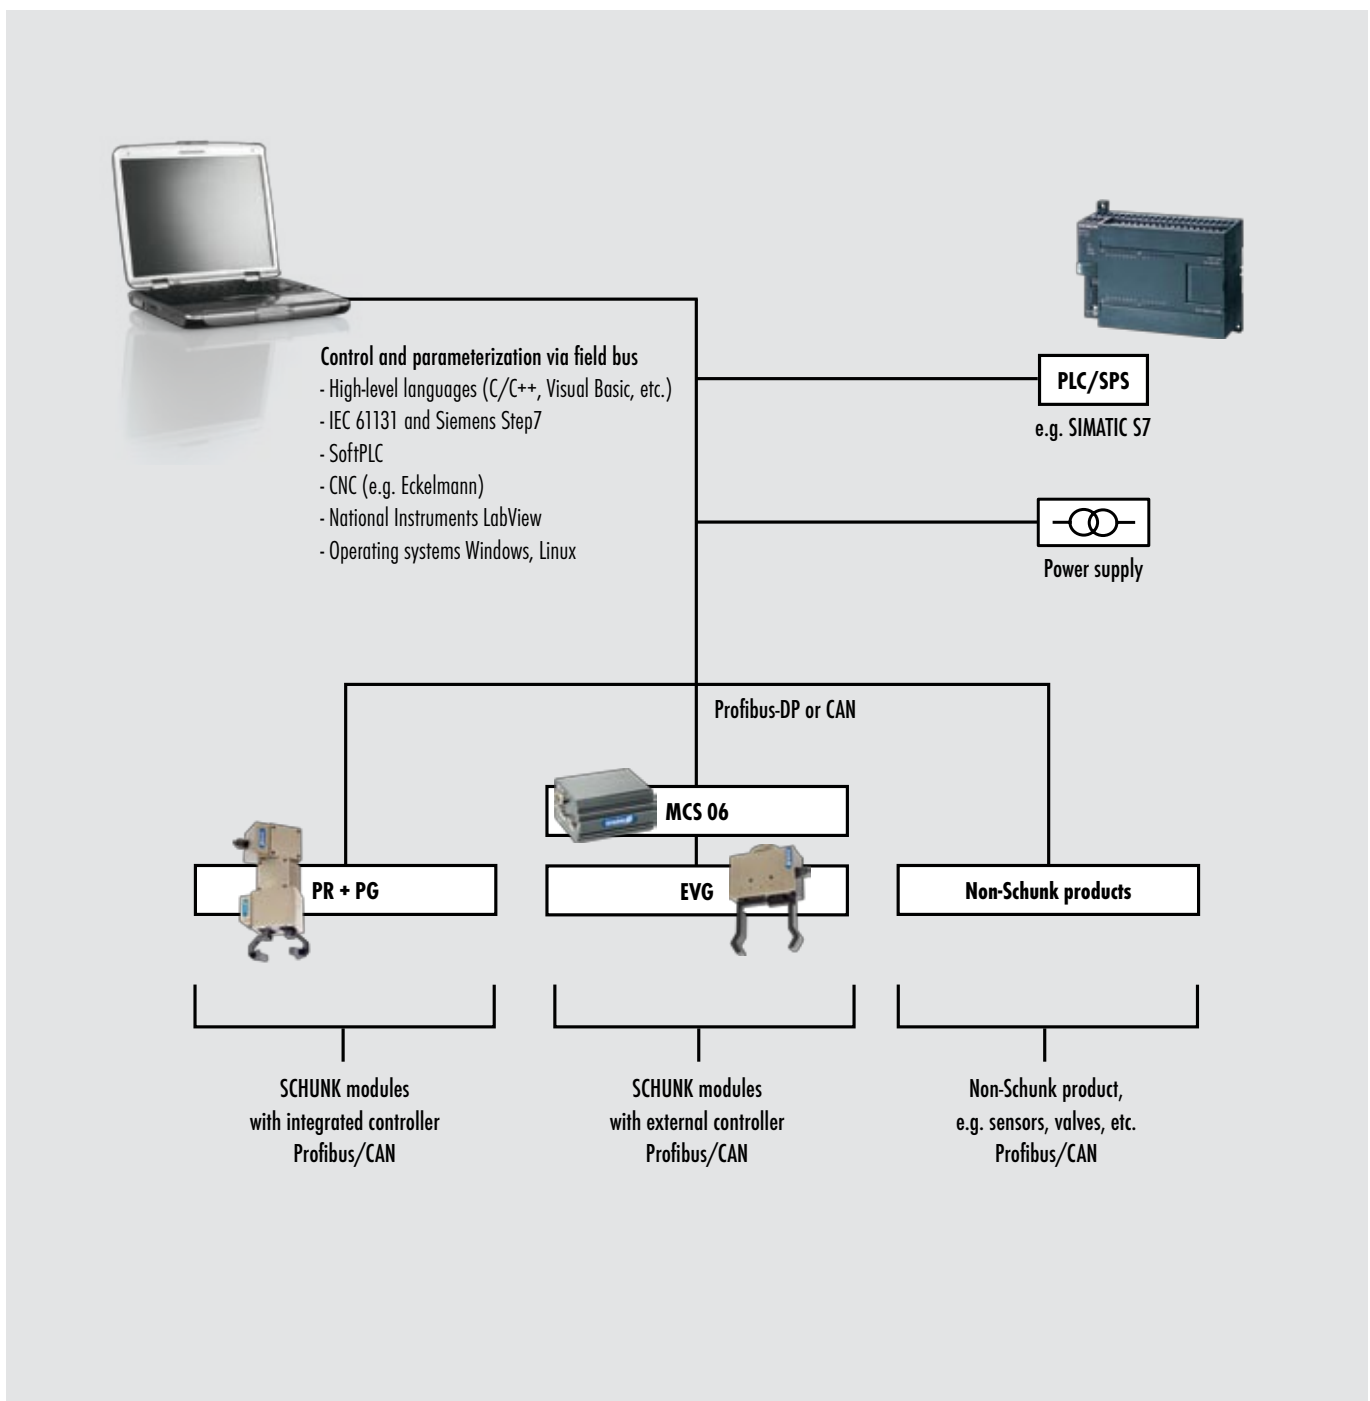 Control and parameterization via field bus
- High-level languages (C/C++, Visual Basic, etc.)
- IEC 61131 and Siemens Step7
- SoftPLC
- CNC (e.g. Eckelmann)
- National Instruments LabView
- Operating systems Windows, Linux
PLC/SPS
e.g. SIMATIC S7
Power supply
Profibus-DP or CAN
MCS 06
PR + PG
EVG
Non-Schunk products
SCHUNK modules
with integrated controller
Profibus/CAN
SCHUNK modules
with external controller
Profibus/CAN
Non-Schunk product,
e.g. sensors, valves, etc.
Profibus/CAN